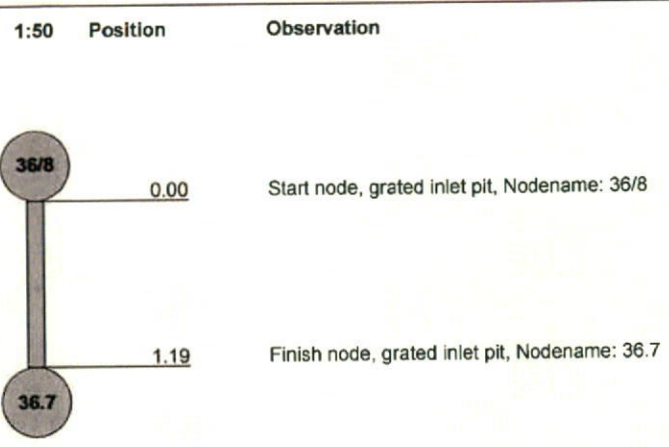 1:50 Position Observation
36/8
0.00 Start node, grated inlet pit, Nodename: 36/8
1.19 Finish node, grated inlet pit, Nodename: 36.7
36.7